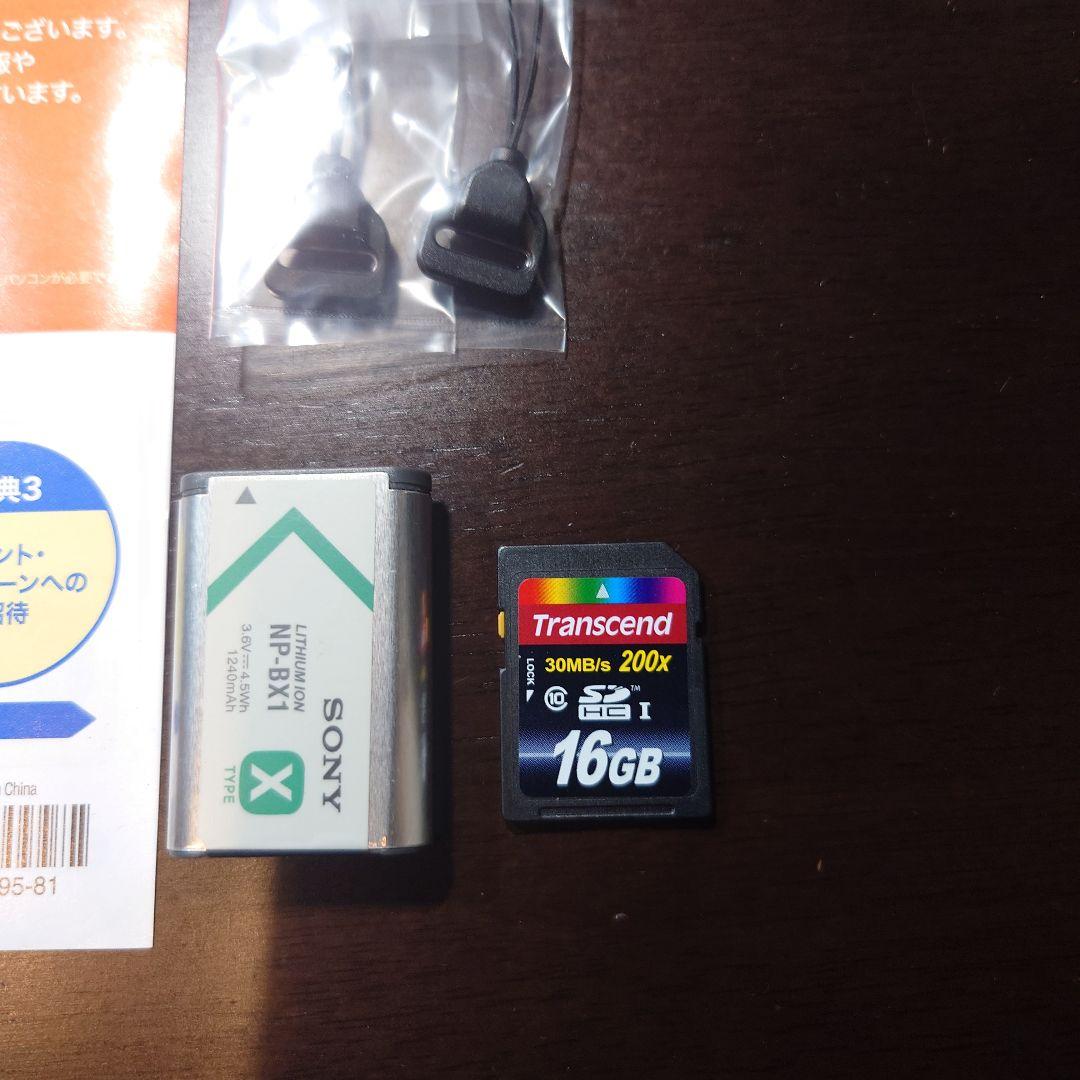 ございます。
や
います。
パソコンが必要で
典3
ント・
ーンへの
招待
China
95-81
SONY
LITHIUM ION
NP-BX1
3.6V⎓4.5Wh
1240mAh
X
TYPE
Transcend
30MB/s 200x
LOCK
10 SD HC™ I
16GB